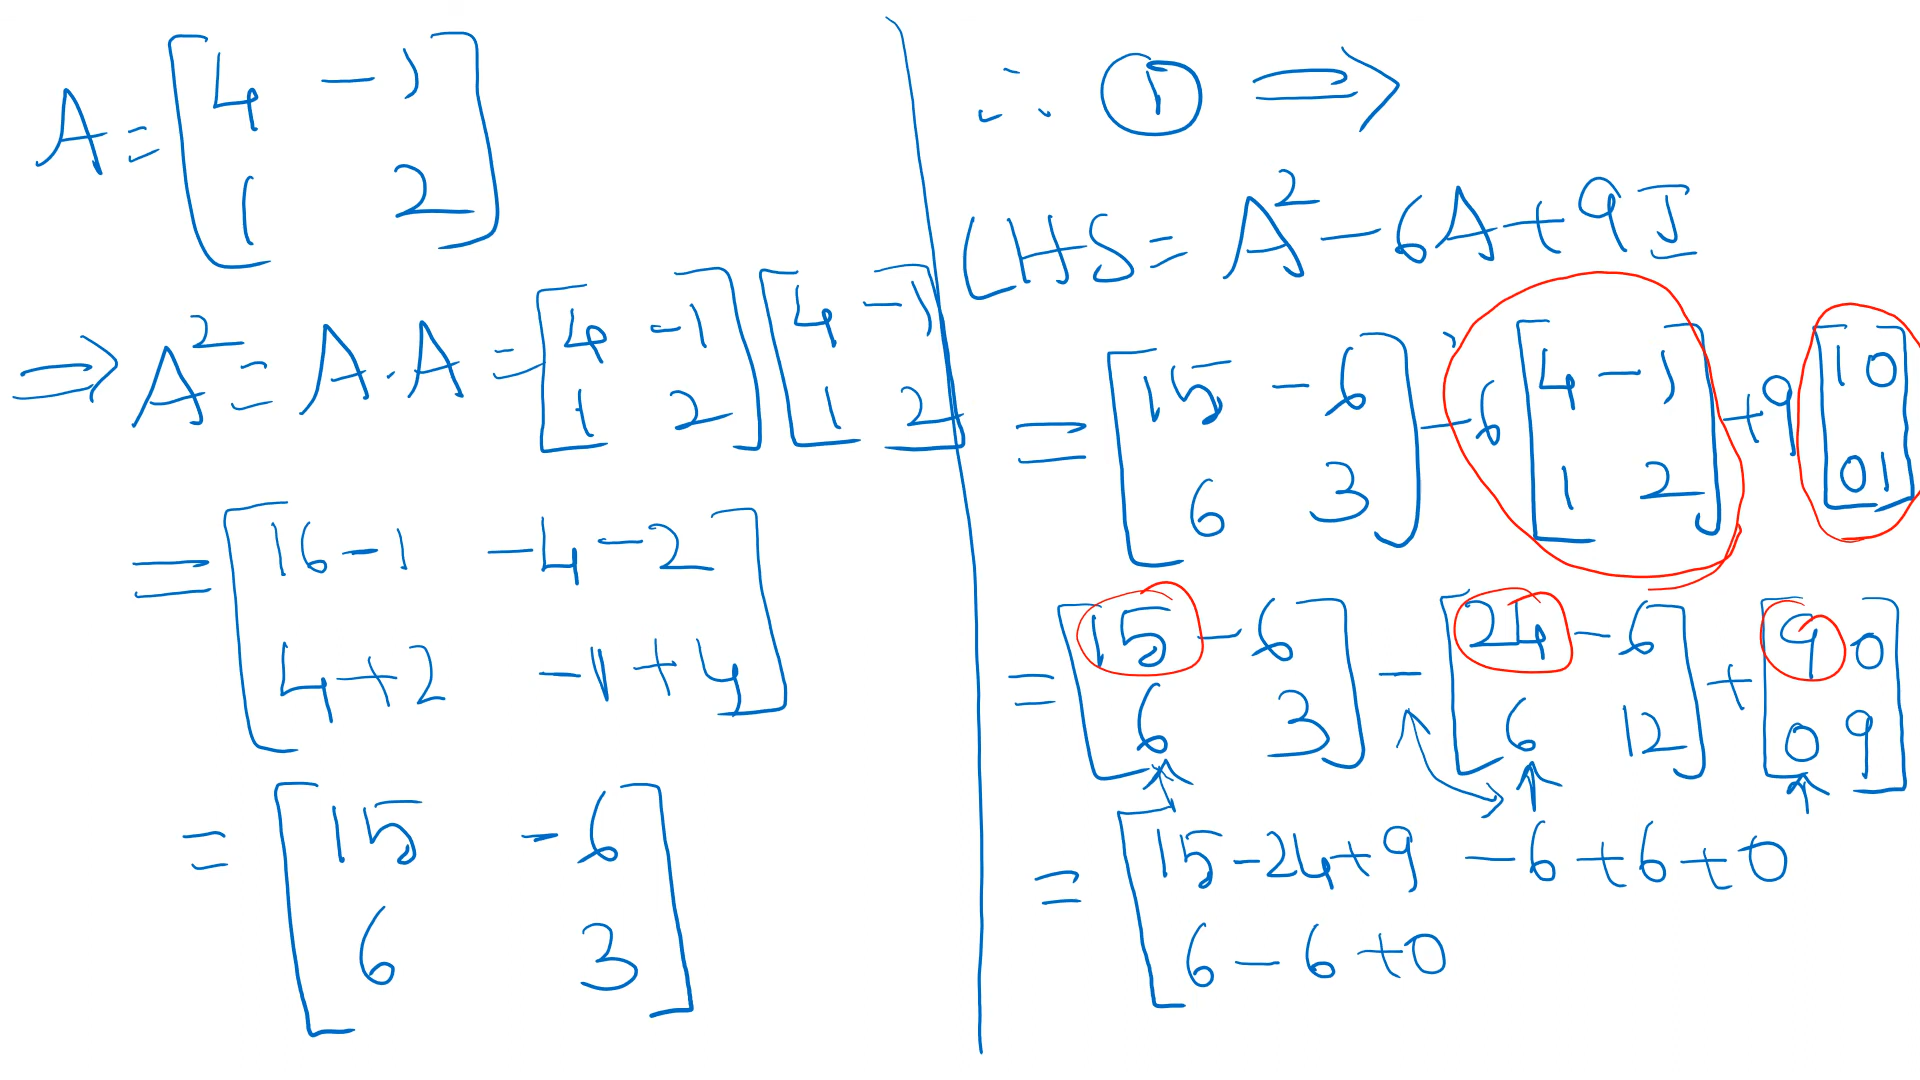 A = [ 4 -1
1 2 ]
⇒ A² = A . A = [ 4 -1 [ 4 -1
1 2 ] 1 2 ]
= [ 16-1 -4-2
4+2 -1+4 ]
= [ 15 -6
6 3 ]
∴ ① ⇒
LHS = A² - 6A + 9I
= [ 15 -6 ] - 6 [ 4 -1 ] + 9 [ 1 0 ]
6 3 1 2 0 1
= [ 15 -6 ] - [ 24 -6 ] + [ 9 0 ]
6 3 6 12 0 9
= [ 15-24+9 -6+6+0
6-6+0